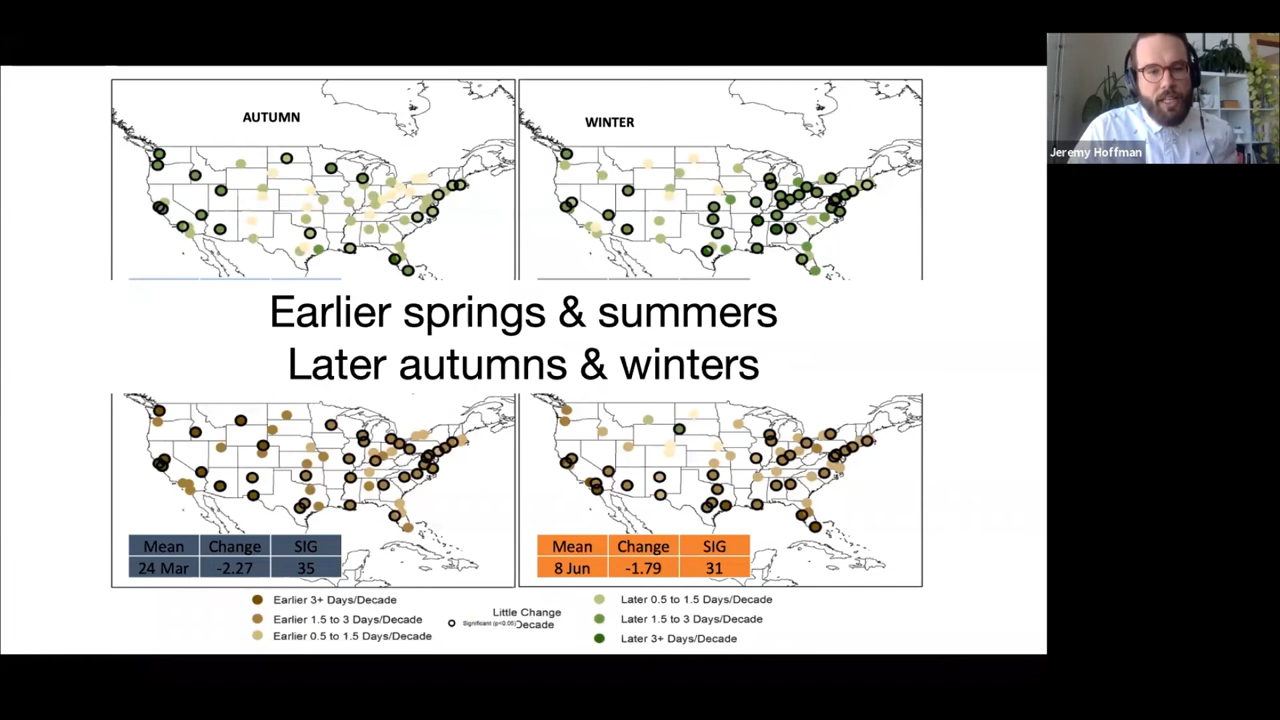 AUTUMN
WINTER
Jeremy Hoffman
Earlier springs & summers
Later autumns & winters
Mean Change SIG
24 Mar -2.27 35
Mean Change SIG
8 Jun -1.79 31
Earlier 3+ Days/Decade
Earlier 1.5 to 3 Days/Decade
Earlier 0.5 to 1.5 Days/Decade
Little Change
Significant (p<0.05) Decade
Later 0.5 to 1.5 Days/Decade
Later 1.5 to 3 Days/Decade
Later 3+ Days/Decade